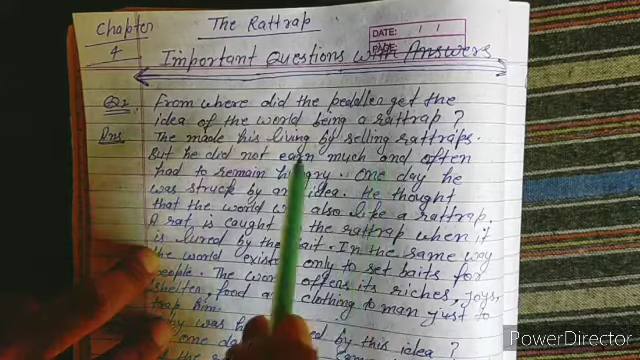 Chapter
4
The Rattrap
DATE: / /
PAGE:
Important Questions with Answers
Q1. From where did the peddler get the
idea of the world being a rattrap ?
Ans The made his living by selling rattraps.
But he did not earn much and often
had to remain hungry. One day he
was struck by an idea. He thought
that the world was also like a rattrap.
A rat is caught the rattrap when it
is lured by the bait. In the same way
the world exists only to set baits for
people. The world offers its riches, joys,
shelter, food and clothing to man just to
trap him.
was by this idea ?
one da
PowerDirector